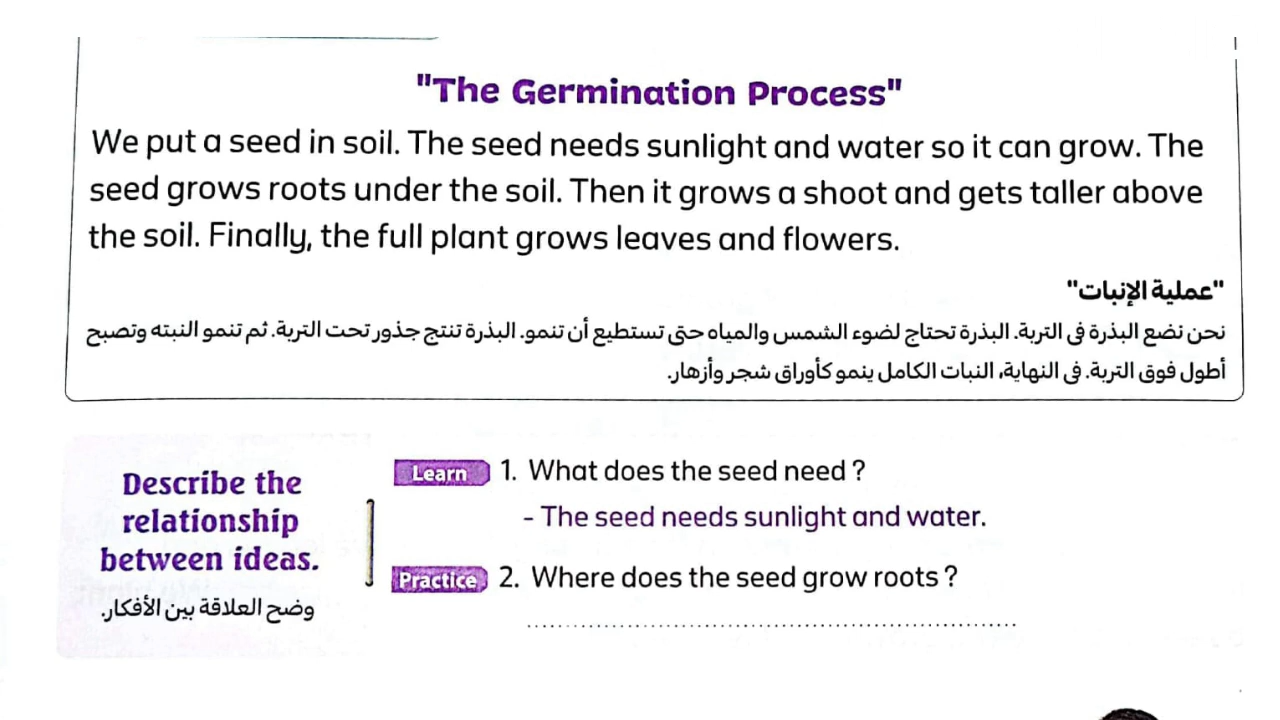 "The Germination Process"
We put a seed in soil. The seed needs sunlight and water so it can grow. The
seed grows roots under the soil. Then it grows a shoot and gets taller above
the soil. Finally, the full plant grows leaves and flowers.
"عملية الإنبات"
نحن نضع البذرة فى التربة. البذرة تحتاج لضوء الشمس والمياه حتى تستطيع أن تنمو. البذرة تنتج جذور تحت التربة. ثم تنمو النبته وتصبح
أطول فوق التربة. فى النهاية، النبات الكامل ينمو كأوراق شجر وأزهار.
Describe the
relationship
between ideas.
وضح العلاقة بين الأفكار.
Learn 1. What does the seed need ?
- The seed needs sunlight and water.
Practice 2. Where does the seed grow roots ?